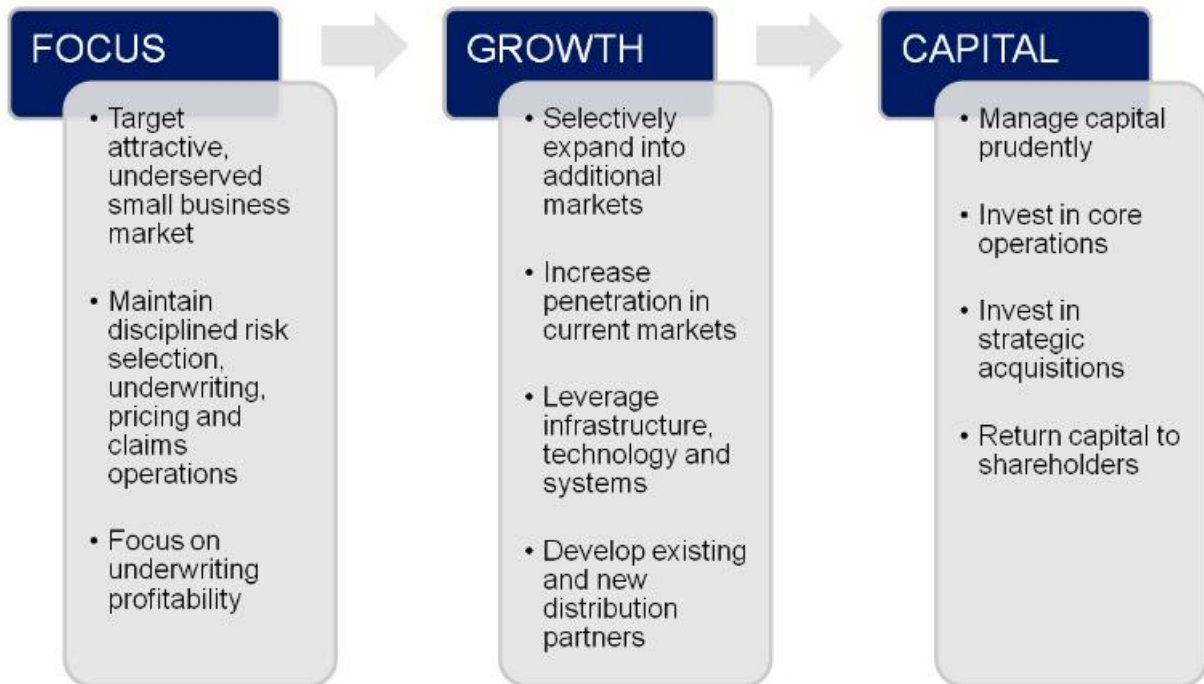 FOCUS
• Target
attractive,
underserved
small business
market
• Maintain
disciplined risk
selection,
underwriting,
pricing and
claims
operations
• Focus on
underwriting
profitability
GROWTH
• Selectively
expand into
additional
markets
• Increase
penetration in
current markets
• Leverage
infrastructure,
technology and
systems
• Develop existing
and new
distribution
partners
CAPITAL
• Manage capital
prudently
• Invest in core
operations
• Invest in
strategic
acquisitions
• Return capital to
shareholders